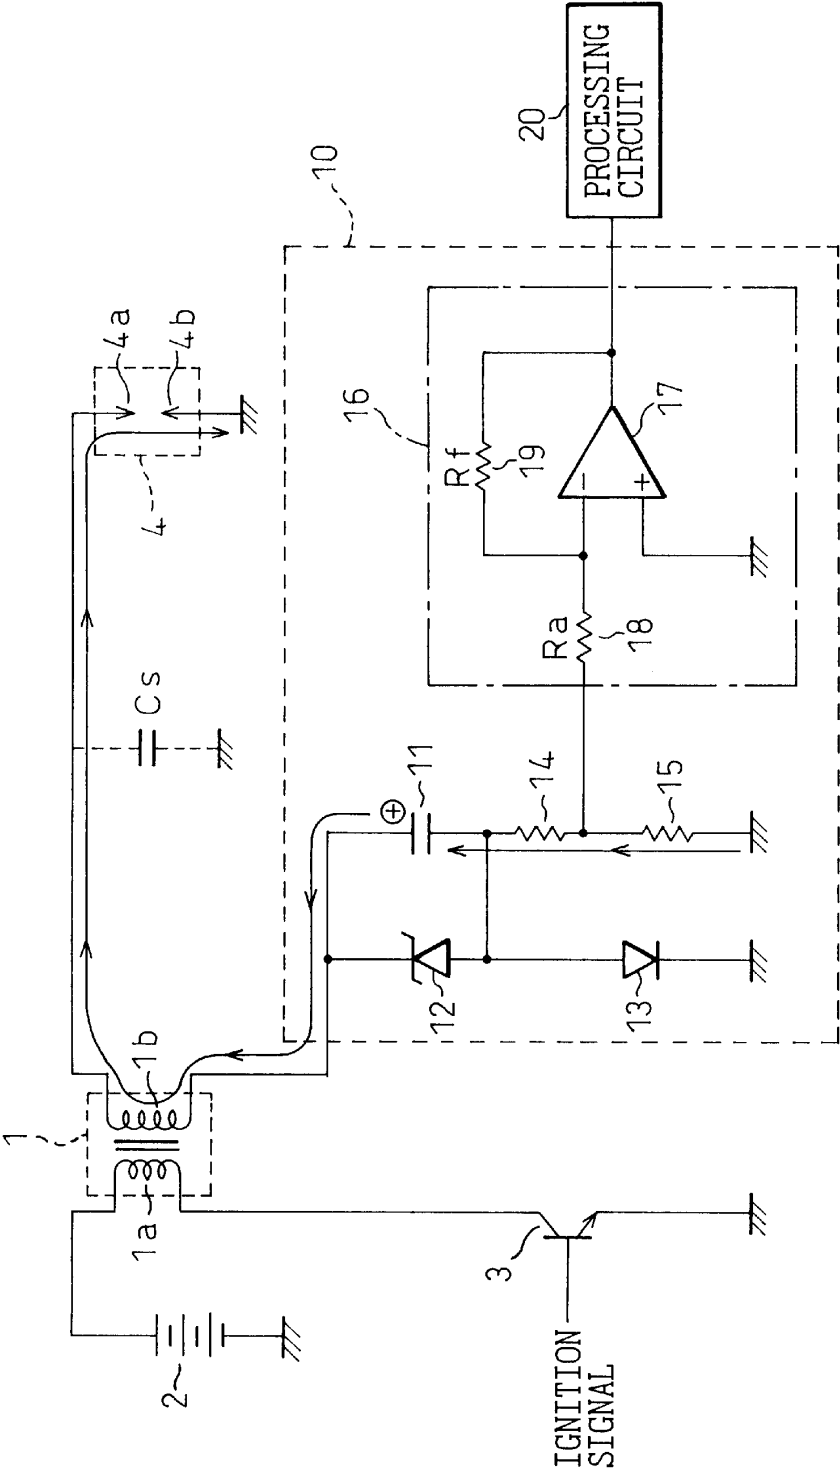 1
1a
1b
2
3
IGNITION
SIGNAL
Cs
4
4a
4b
10
11
12
13
14
15
16
Ra
18
Rf
19
−
+
17
20
PROCESSING
CIRCUIT
⊕